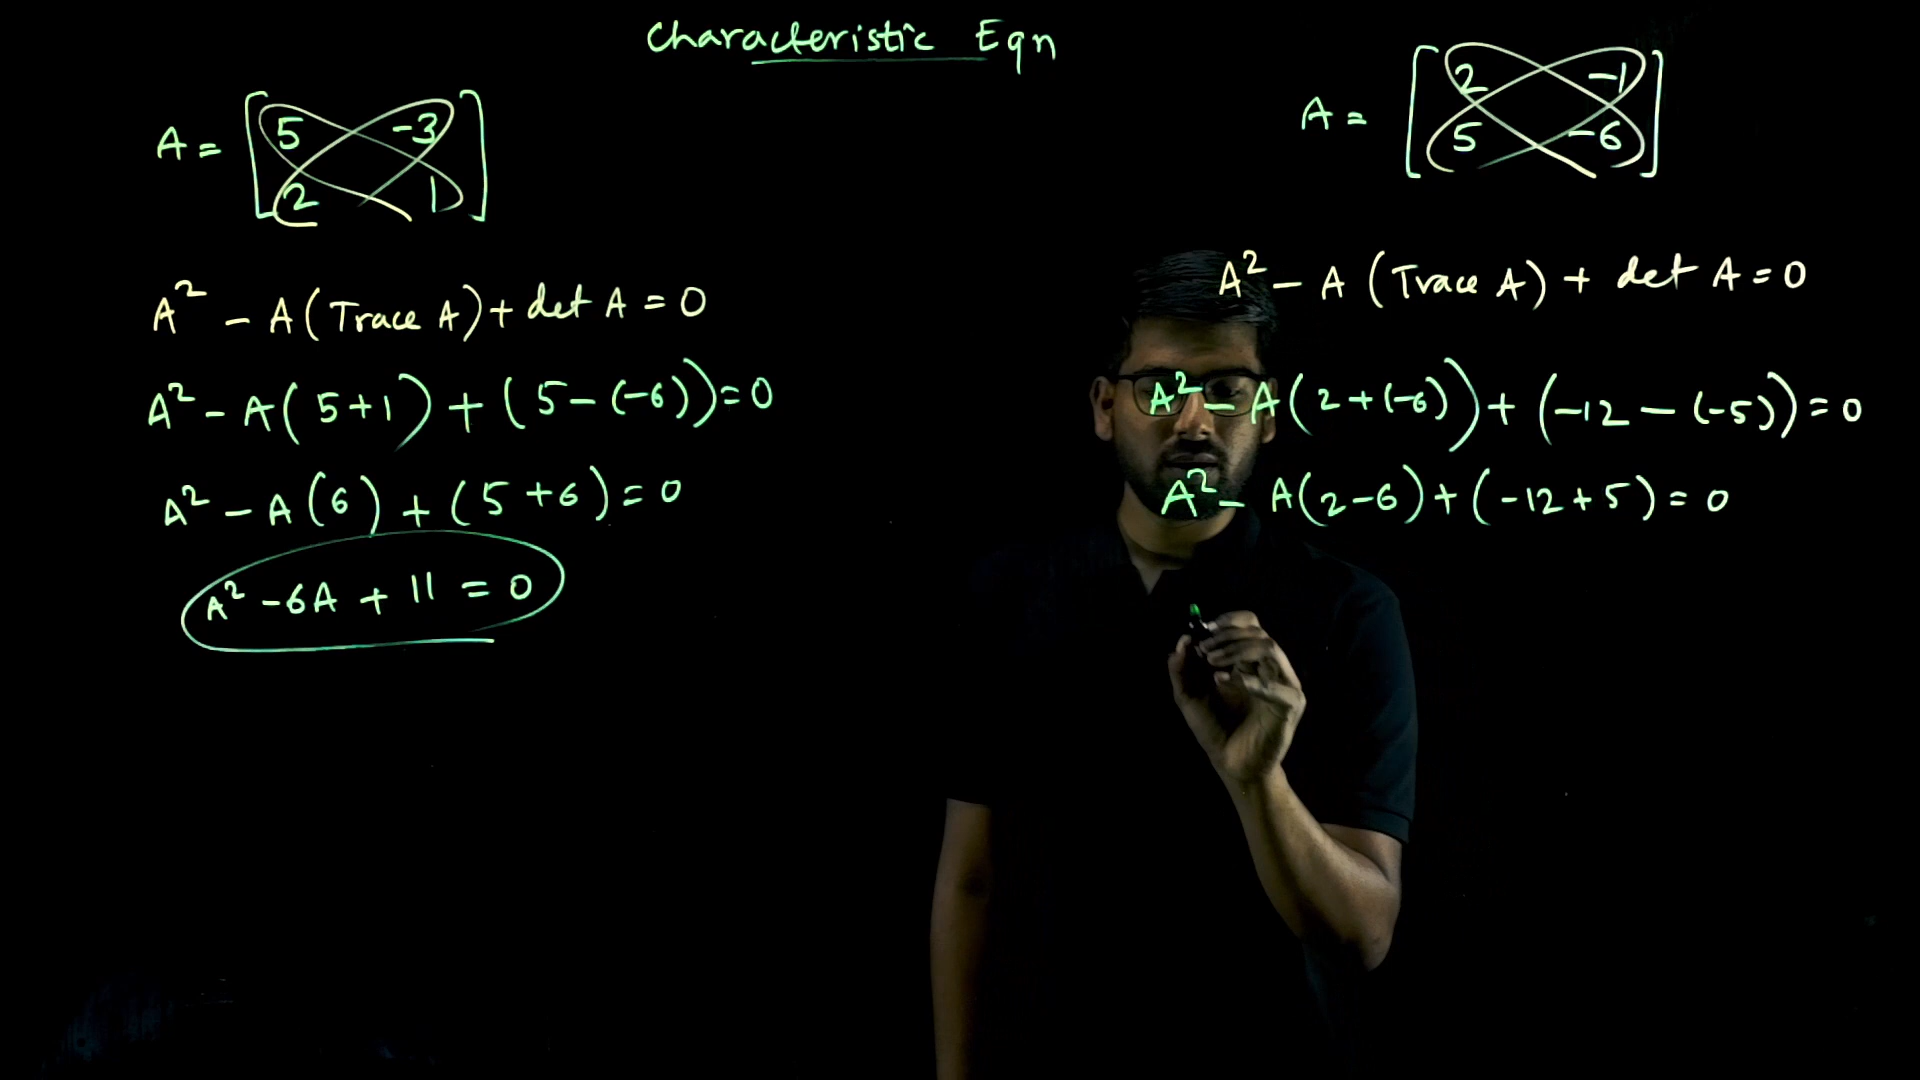 Characteristic Eqn
A = [5 -3
2 1]
A² - A(Trace A) + det A = 0
A² - A(5+1) + (5-(-6)) = 0
A² - A(6) + (5+6) = 0
A² - 6A + 11 = 0
A = [2 -1
5 -6]
A² - A (Trace A) + det A = 0
A² - A(2+(-6)) + (-12 - (-5)) = 0
A² - A(2-6) + (-12+5) = 0